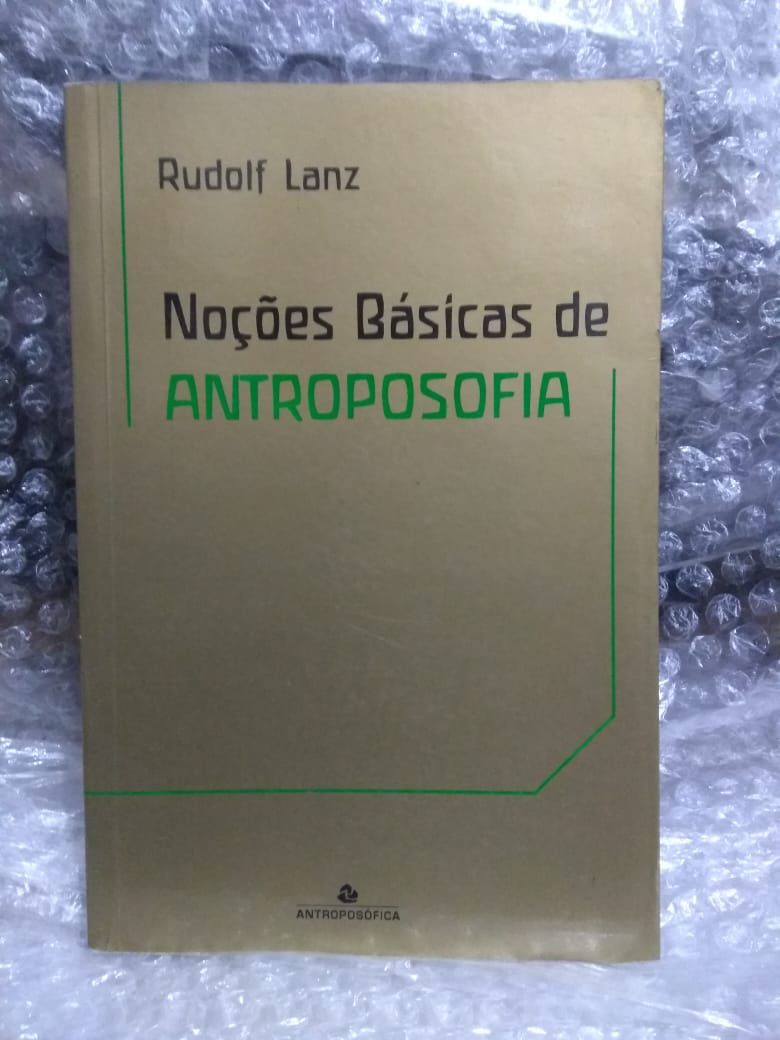 Rudolf Lanz
Noções Básicas de
ANTROPOSOFIA
ANTROPOSÓFICA